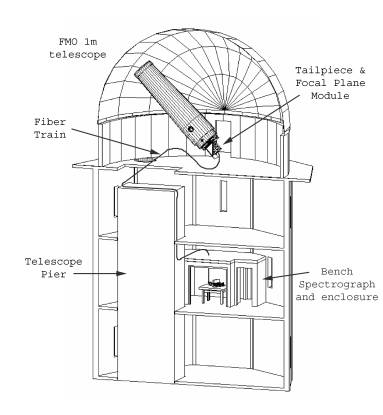 FMO 1m
telescope
Tailpiece &
Focal Plane
Module
Fiber
Train
Telescope
Pier
Bench
Spectrograph
and enclosure